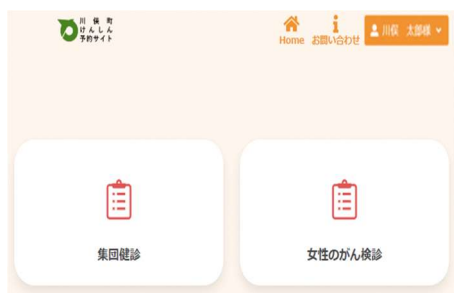 川俣町
けんしん
予約サイト
Home
お問い合わせ
川俣 太郎様
集団健診
女性のがん検診